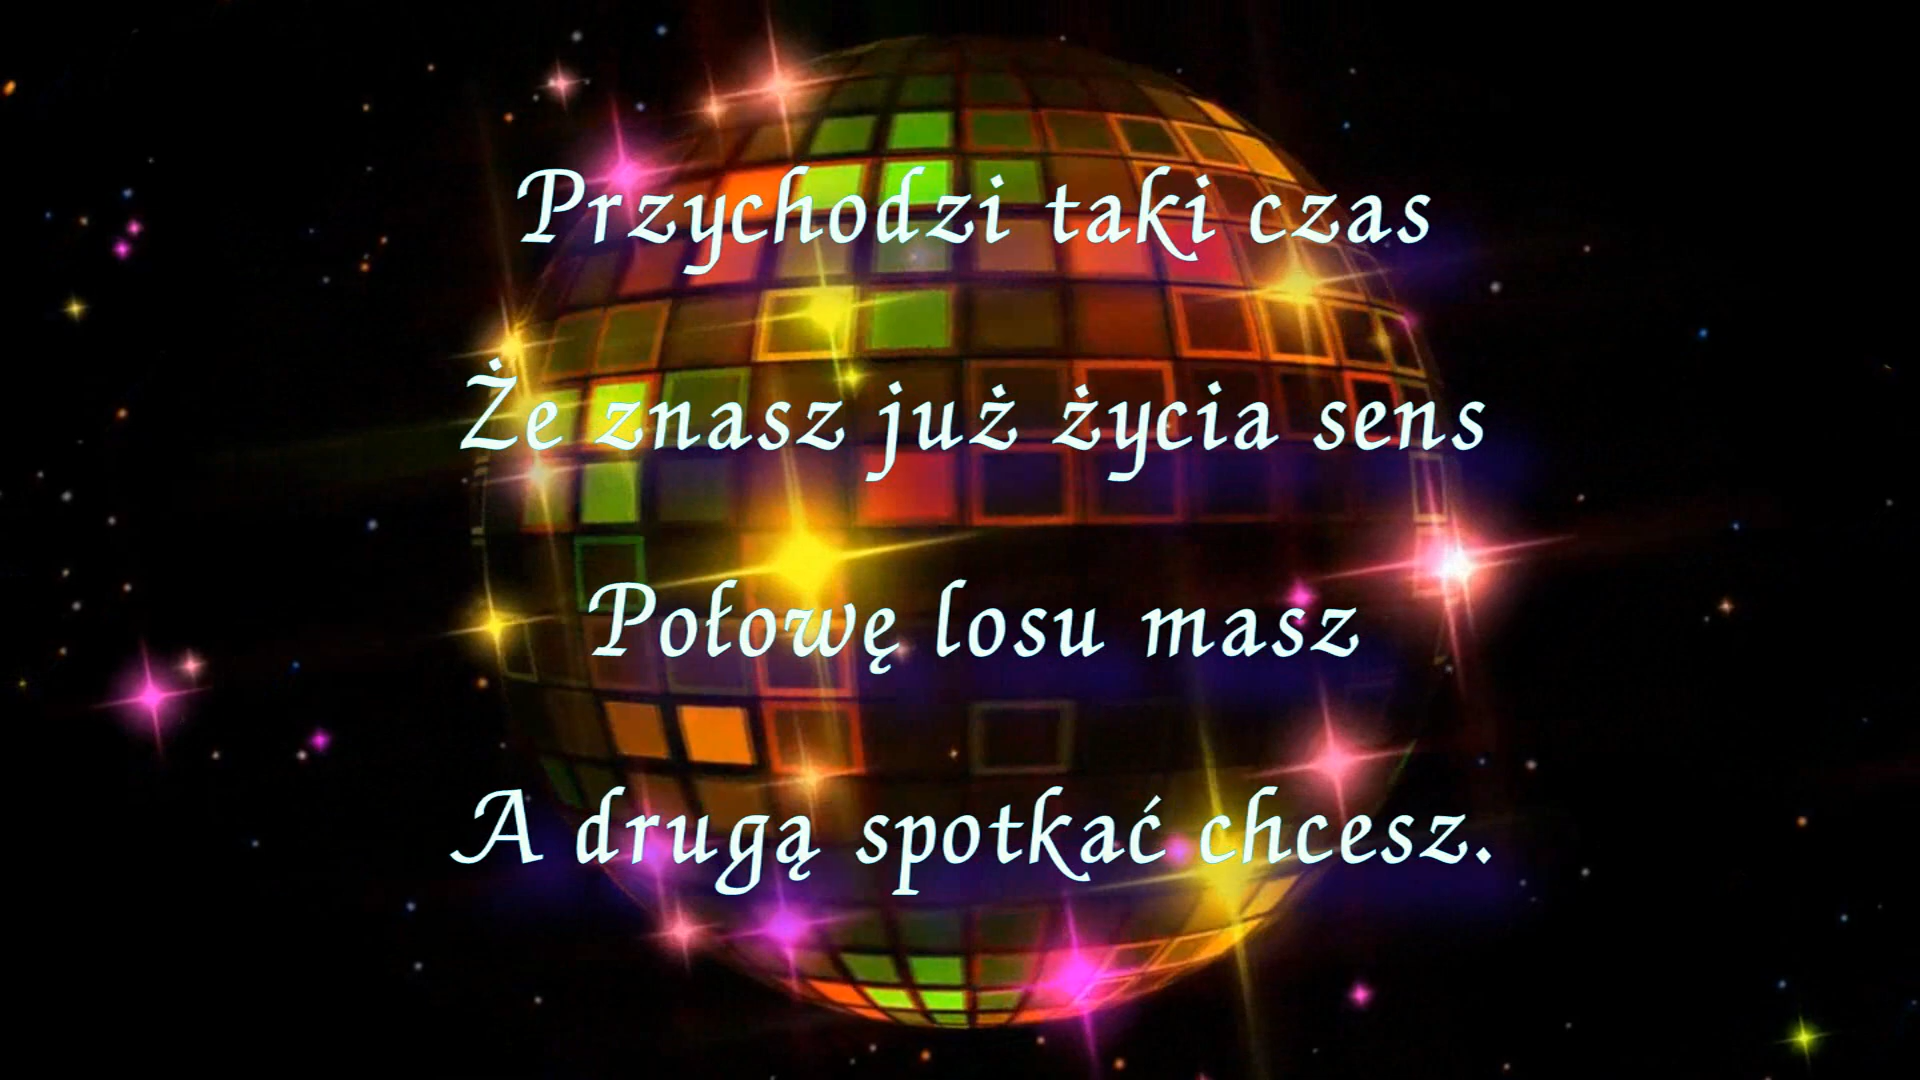 Przychodzi taki czas
Że znasz już życia sens
Połowę losu masz
A drugą spotkać chcesz.